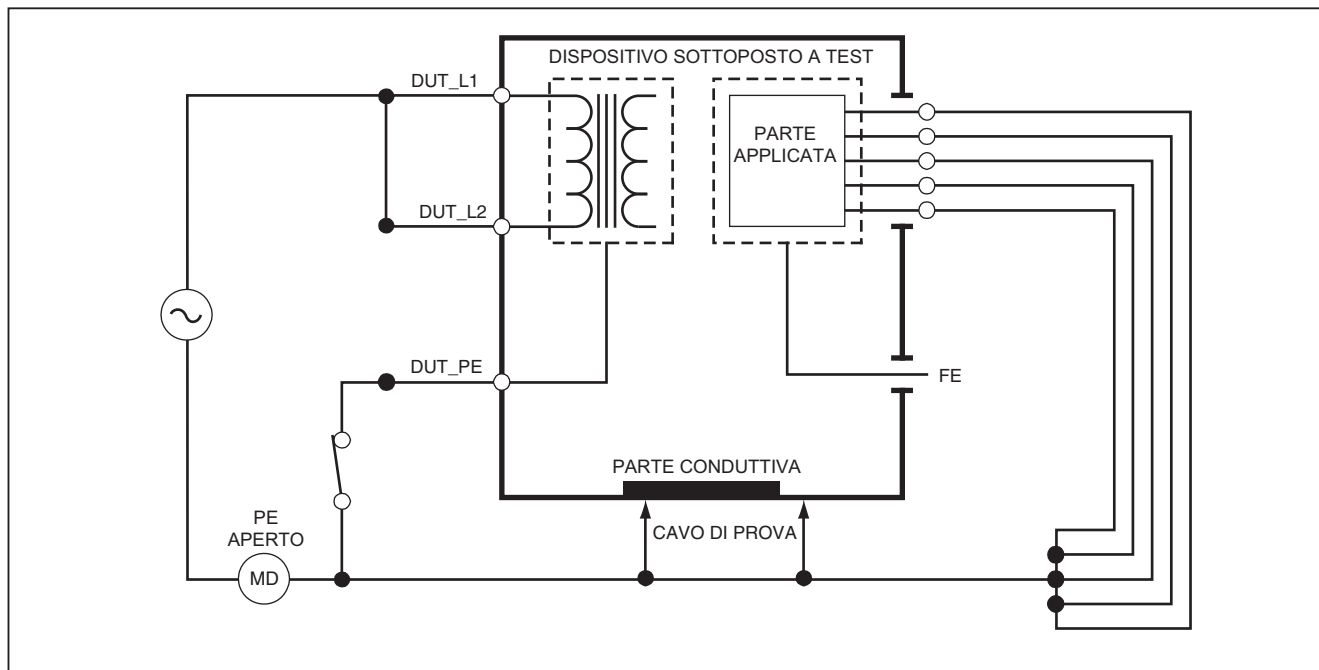 DISPOSITIVO SOTTOPOSTO A TEST
DUT_L1
PARTE
APPLICATA
DUT_L2
DUT_PE
FE
PARTE CONDUTTIVA
CAVO DI PROVA
PE
APERTO
MD